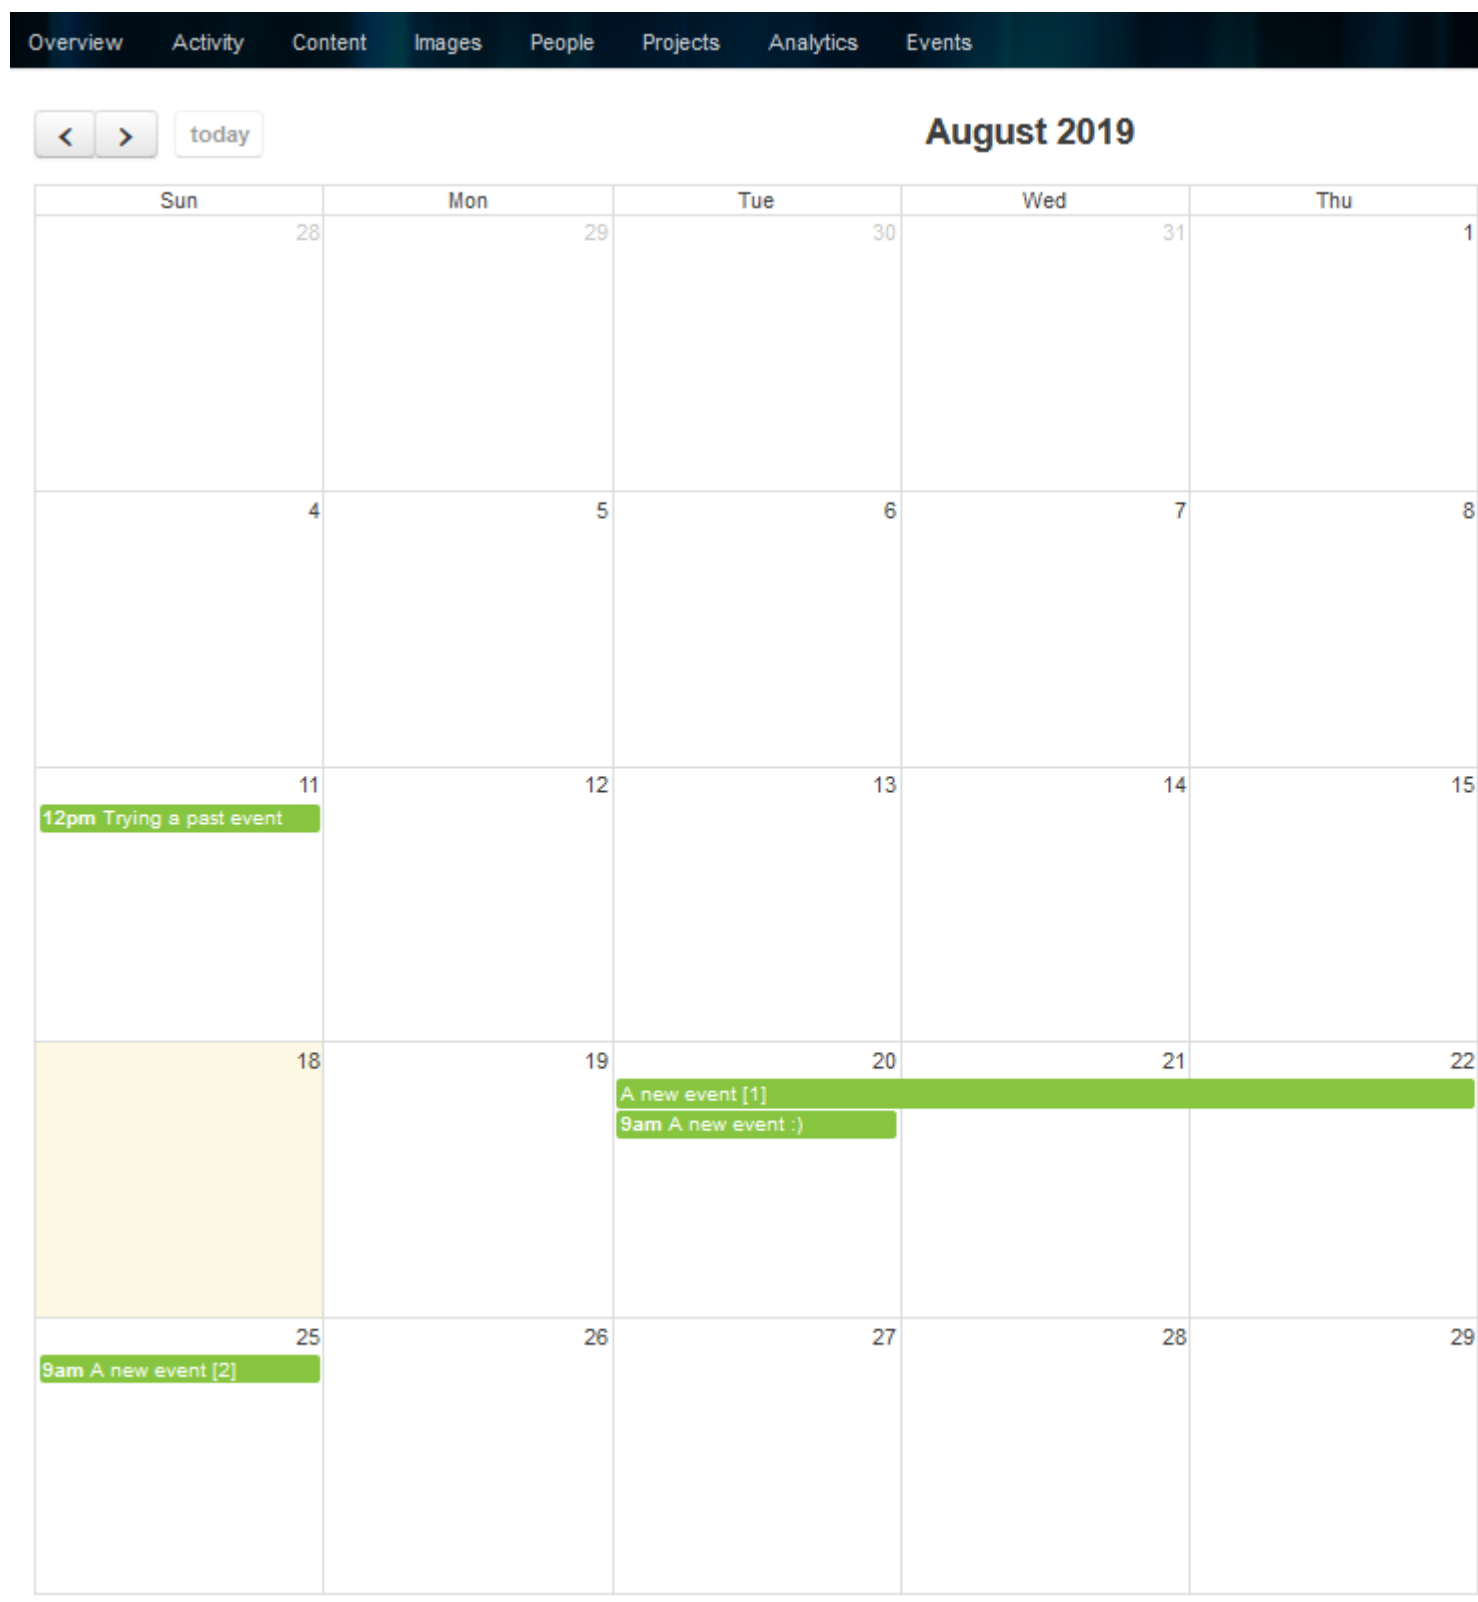 Overview Activity Content Images People Projects Analytics Events
< > today August 2019
Sun Mon Tue Wed Thu
28 29 30 31 1
4 5 6 7 8
11 12 13 14 15
12pm Trying a past event
18 19 20 21 22
A new event [1]
9am A new event :)
25 26 27 28 29
9am A new event [2]